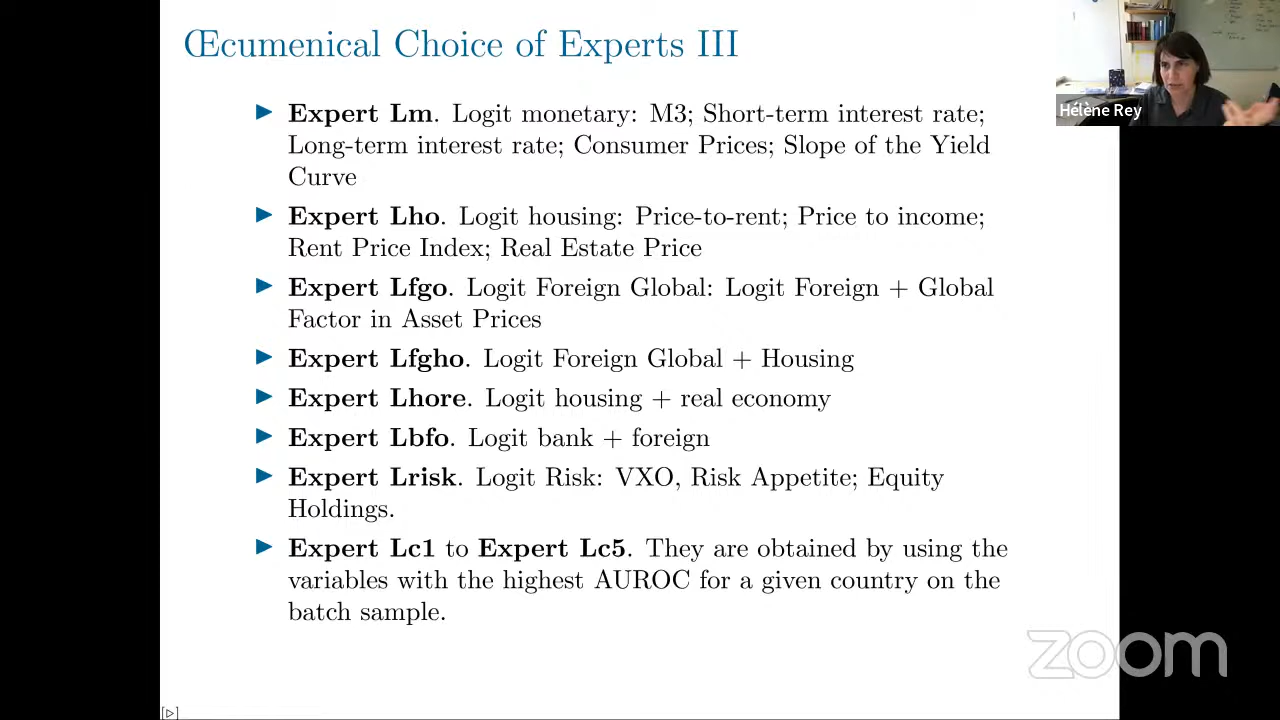 Œcumenical Choice of Experts III
Hélène Rey
▶ Expert Lm. Logit monetary: M3; Short-term interest rate;
Long-term interest rate; Consumer Prices; Slope of the Yield
Curve
▶ Expert Lho. Logit housing: Price-to-rent; Price to income;
Rent Price Index; Real Estate Price
▶ Expert Lfgo. Logit Foreign Global: Logit Foreign + Global
Factor in Asset Prices
▶ Expert Lfgho. Logit Foreign Global + Housing
▶ Expert Lhore. Logit housing + real economy
▶ Expert Lbfo. Logit bank + foreign
▶ Expert Lrisk. Logit Risk: VXO, Risk Appetite; Equity
Holdings.
▶ Expert Lc1 to Expert Lc5. They are obtained by using the
variables with the highest AUROC for a given country on the
batch sample.
zoom